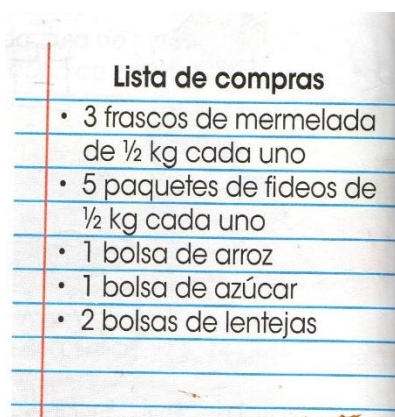 Lista de compras
• 3 frascos de mermelada
de ½ kg cada uno
• 5 paquetes de fideos de
½ kg cada uno
• 1 bolsa de arroz
• 1 bolsa de azúcar
• 2 bolsas de lentejas